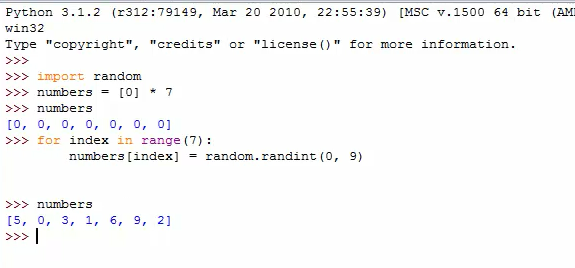 Python 3.1.2 (r312:79149, Mar 20 2010, 22:55:39) [MSC v.1500 64 bit (AM
win32
Type "copyright", "credits" or "license()" for more information.
>>>
>>> import random
>>> numbers = [0] * 7
>>> numbers
[0, 0, 0, 0, 0, 0, 0]
>>> for index in range(7):
        numbers[index] = random.randint(0, 9)
>>> numbers
[5, 0, 3, 1, 6, 9, 2]
>>>